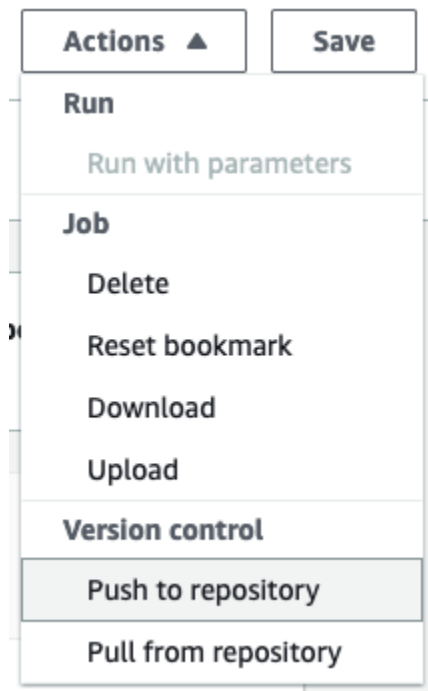 Actions ▲ Save
Run
Run with parameters
Job
Delete
Reset bookmark
Download
Upload
Version control
Push to repository
Pull from repository